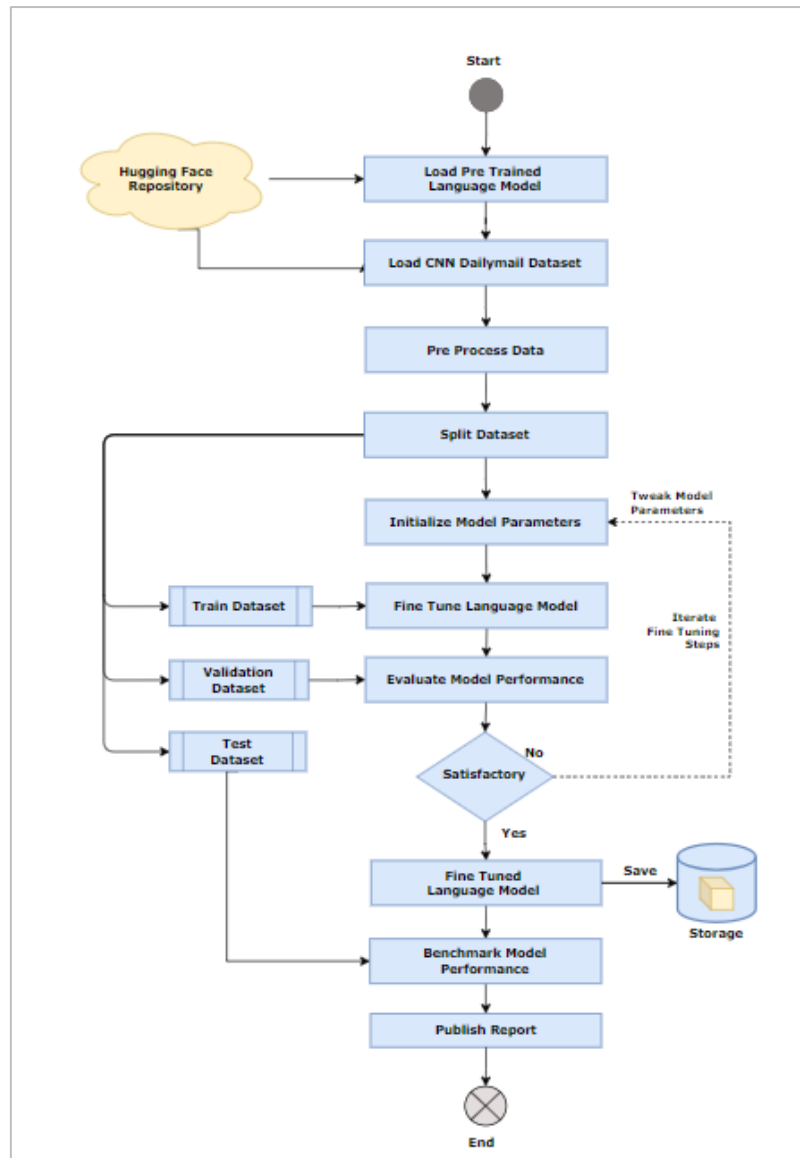 Start
Hugging Face
Repository
Load Pre Trained
Language Model
Load CNN Dailymail Dataset
Pre Process Data
Split Dataset
Tweak Model
Parameters
Initialize Model Parameters
Train Dataset
Fine Tune Language Model
Iterate
Fine Tuning
Steps
Validation
Dataset
Evaluate Model Performance
Test
Dataset
No
Satisfactory
Yes
Fine Tuned
Language Model
Save
Storage
Benchmark Model
Performance
Publish Report
End